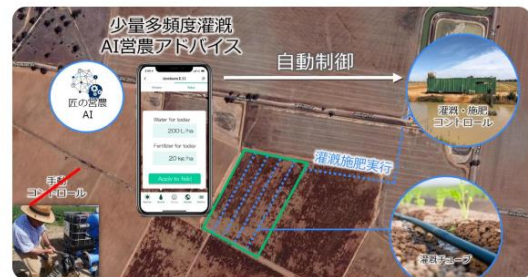 少量多頻度灌漑
AI営農アドバイス
自動制御
匠の営農
AI
Water for today
200 L/ha
Fertilizer for today
20 kg/ha
Apply to field
灌漑・施肥
コントロール
灌漑施肥実行
手動
コントロール
灌漑チューブ